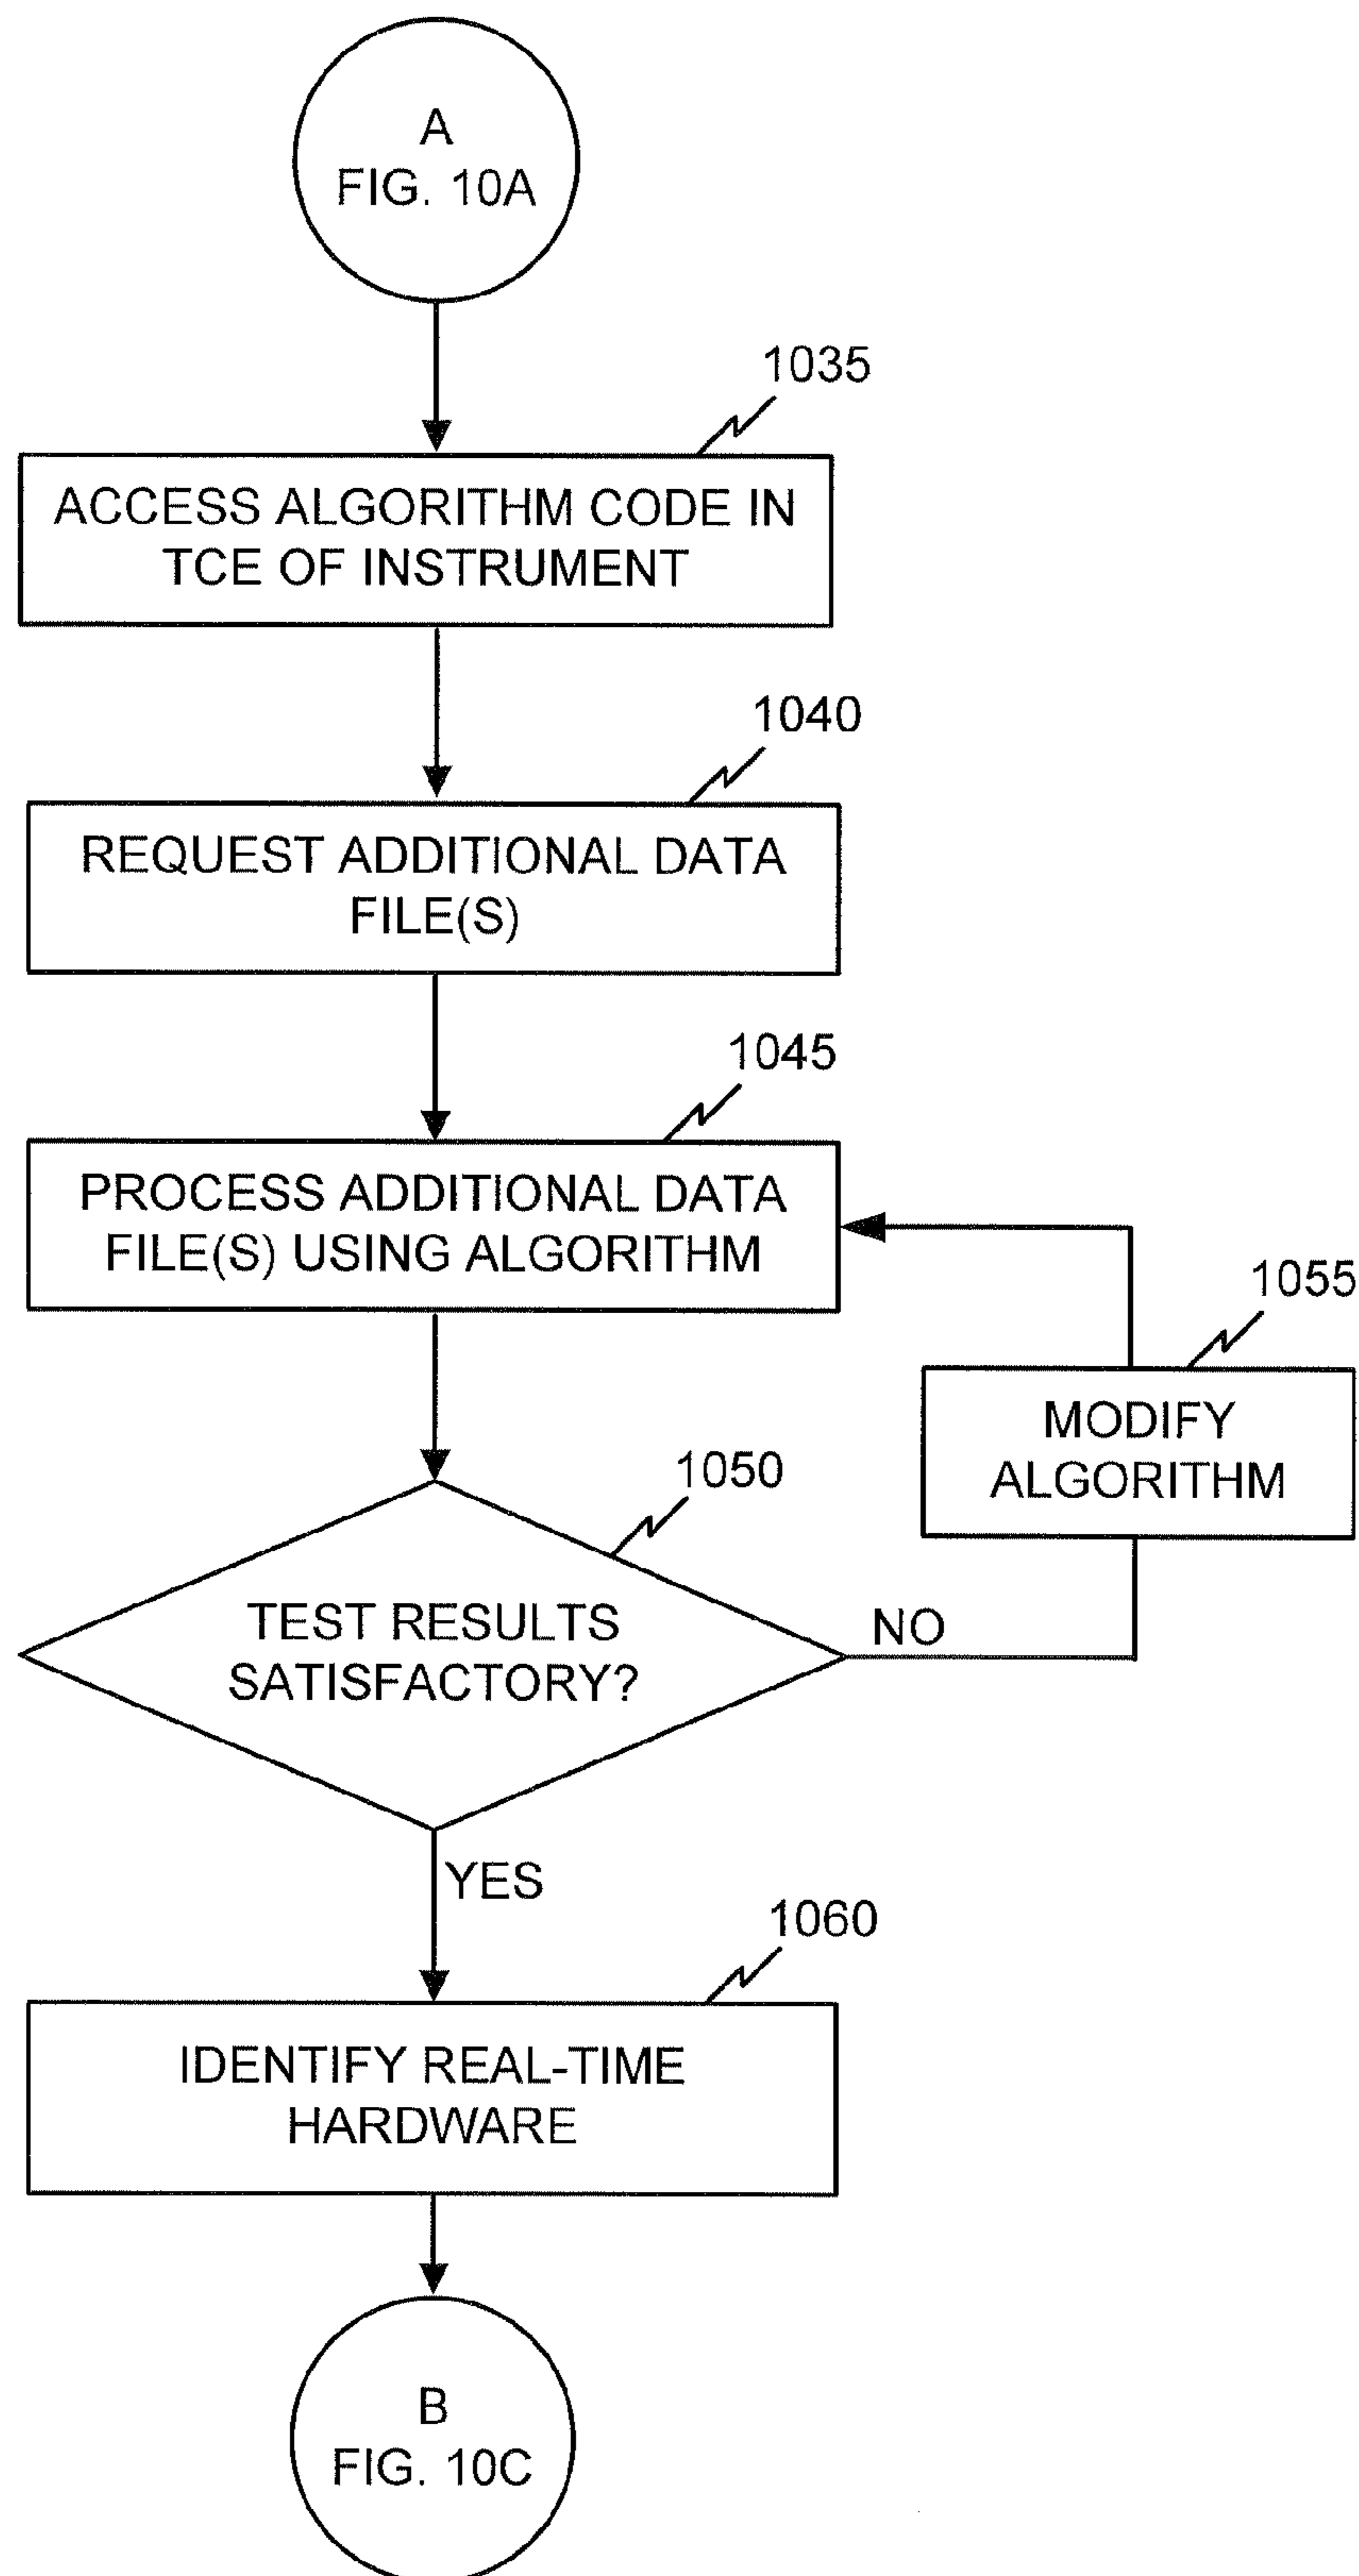 A
FIG. 10A
1035
ACCESS ALGORITHM CODE IN
TCE OF INSTRUMENT
1040
REQUEST ADDITIONAL DATA
FILE(S)
1045
PROCESS ADDITIONAL DATA
FILE(S) USING ALGORITHM
1055
MODIFY
ALGORITHM
1050
TEST RESULTS
SATISFACTORY?
NO
YES
1060
IDENTIFY REAL-TIME
HARDWARE
B
FIG. 10C